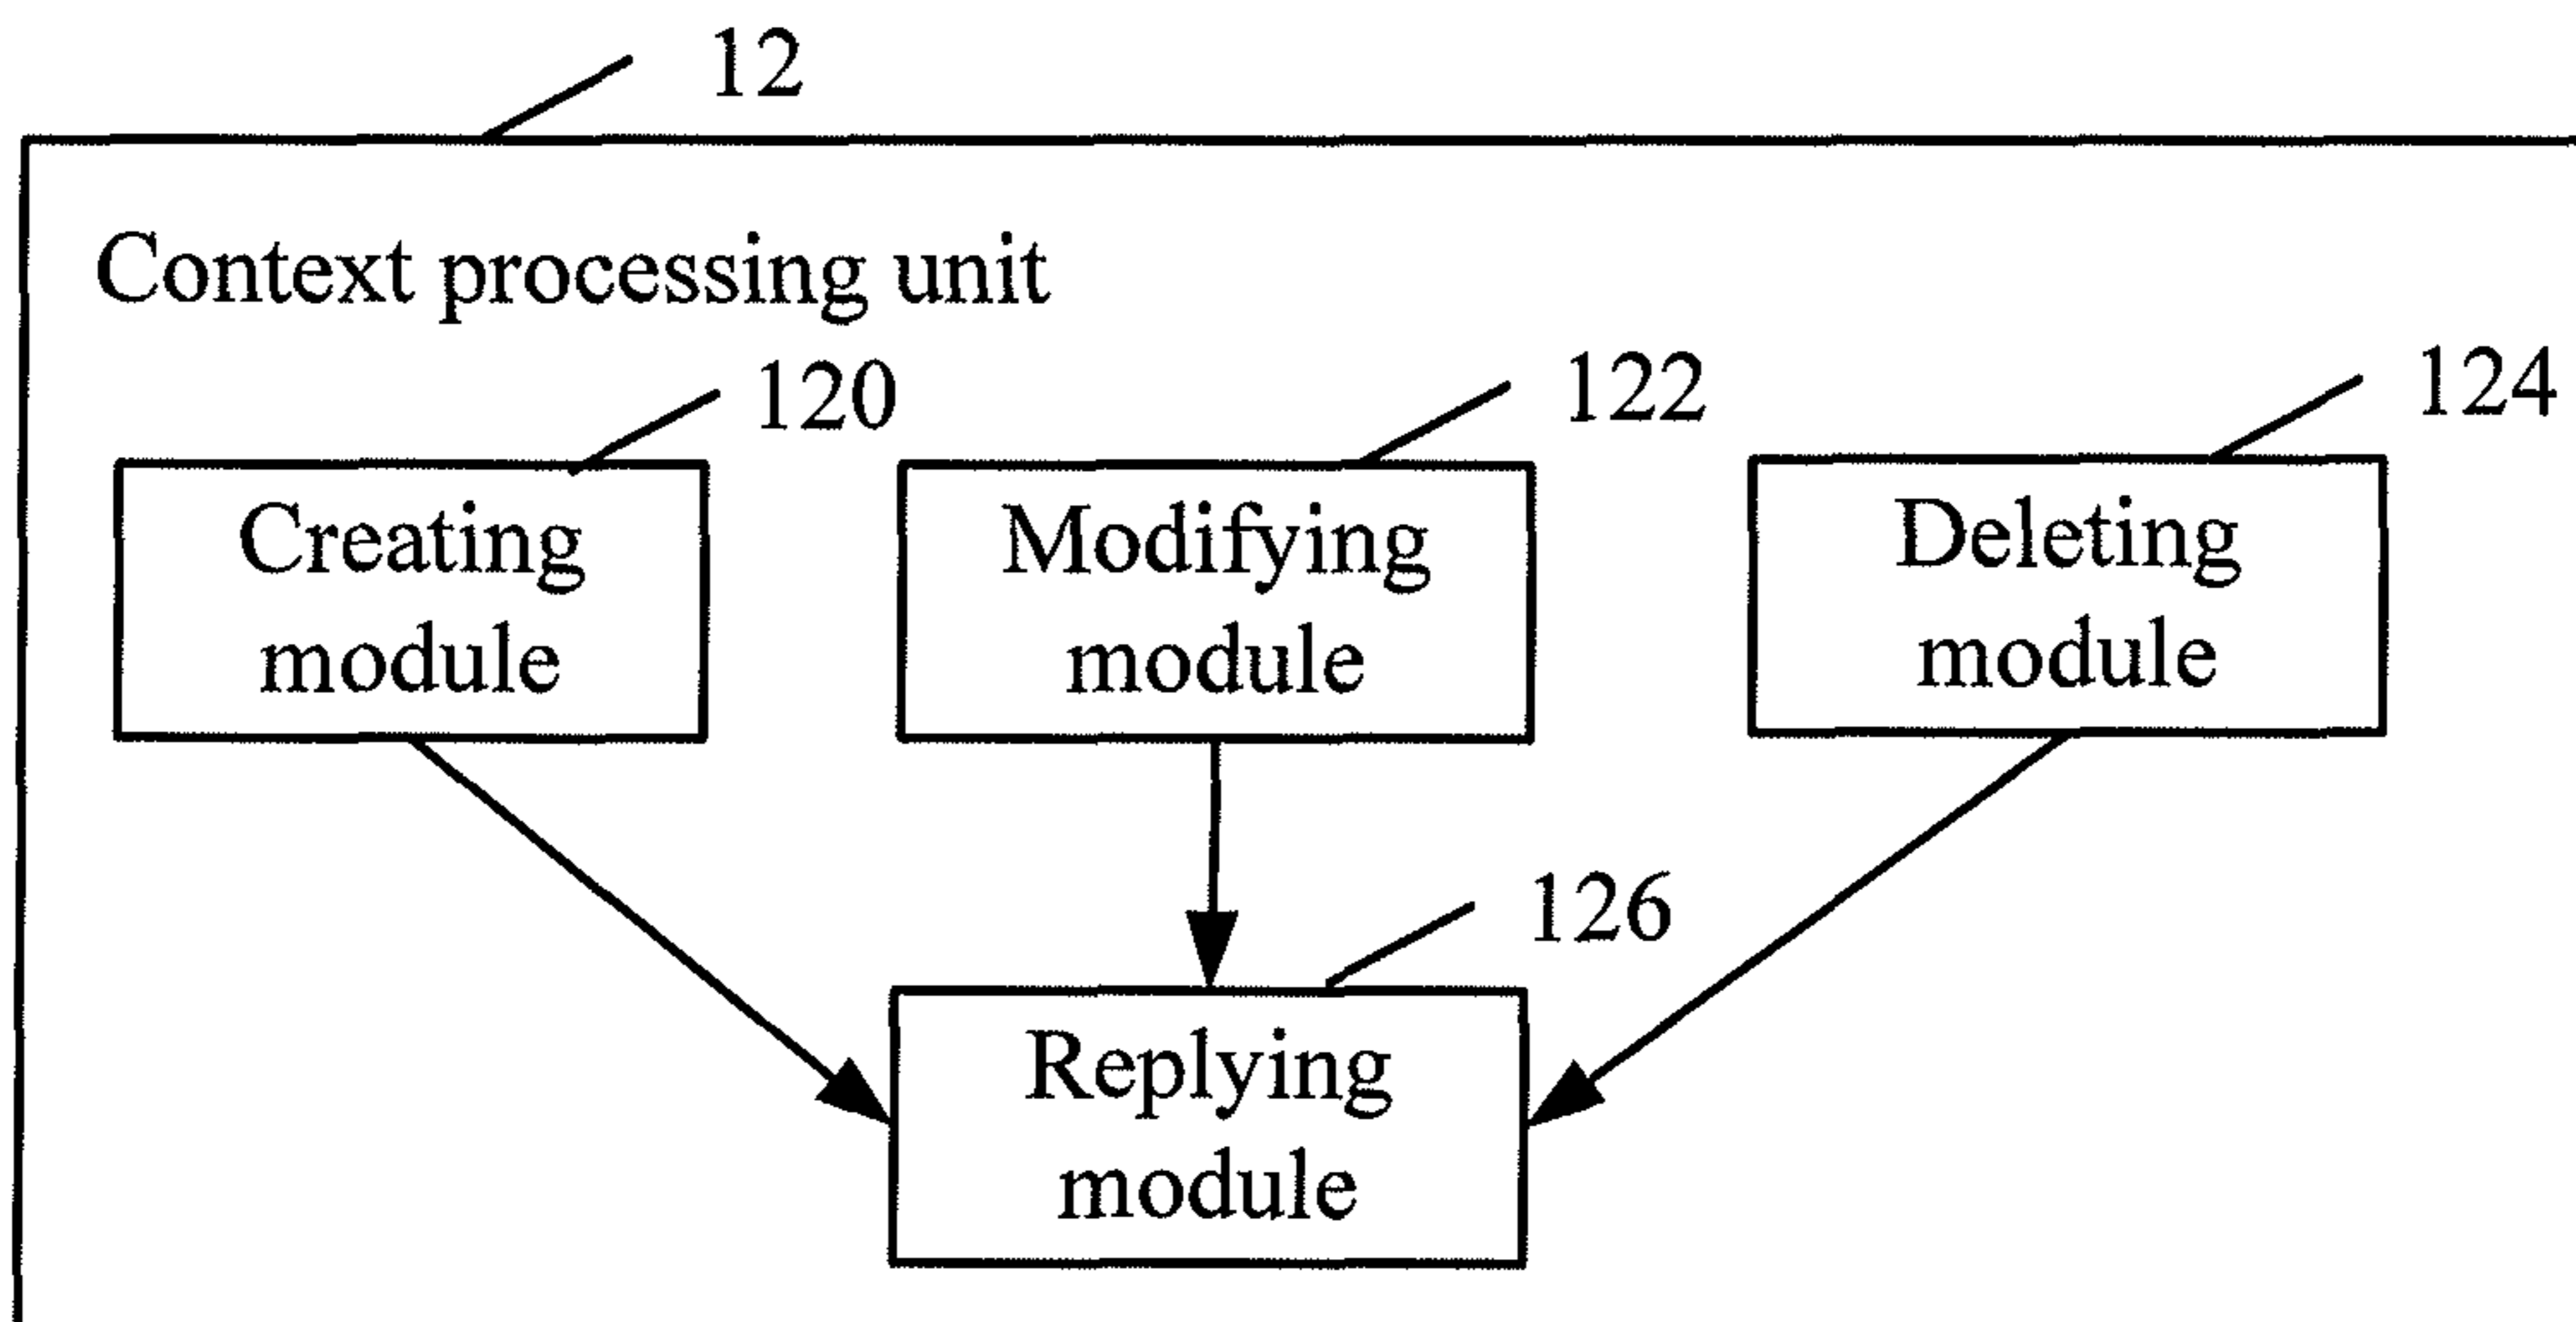 12
Context processing unit
120
122
124
Creating
module
Modifying
module
Deleting
module
126
Replying
module